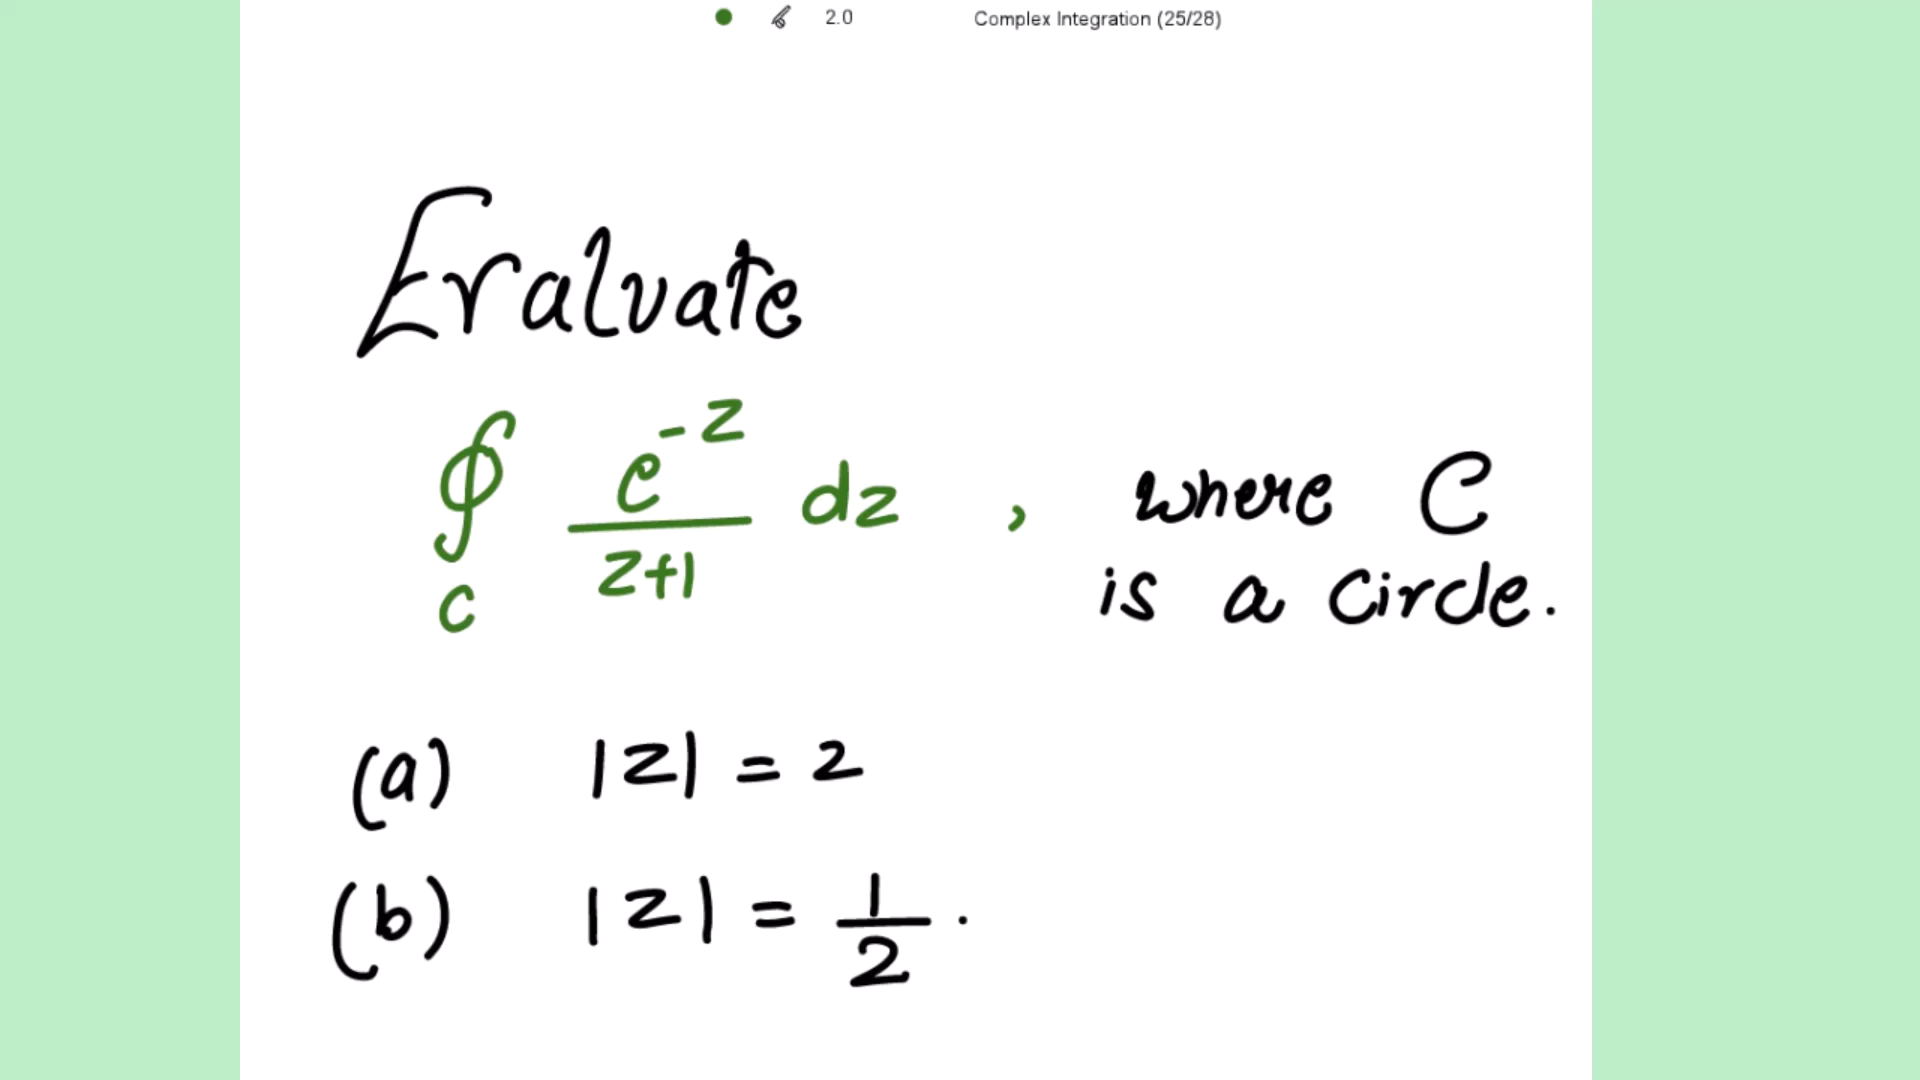 2.0 Complex Integration (25/28)
Evaluate
∮_C e^{-z}/(z+1) dz , where C
is a circle.
(a) |z| = 2
(b) |z| = 1/2 .